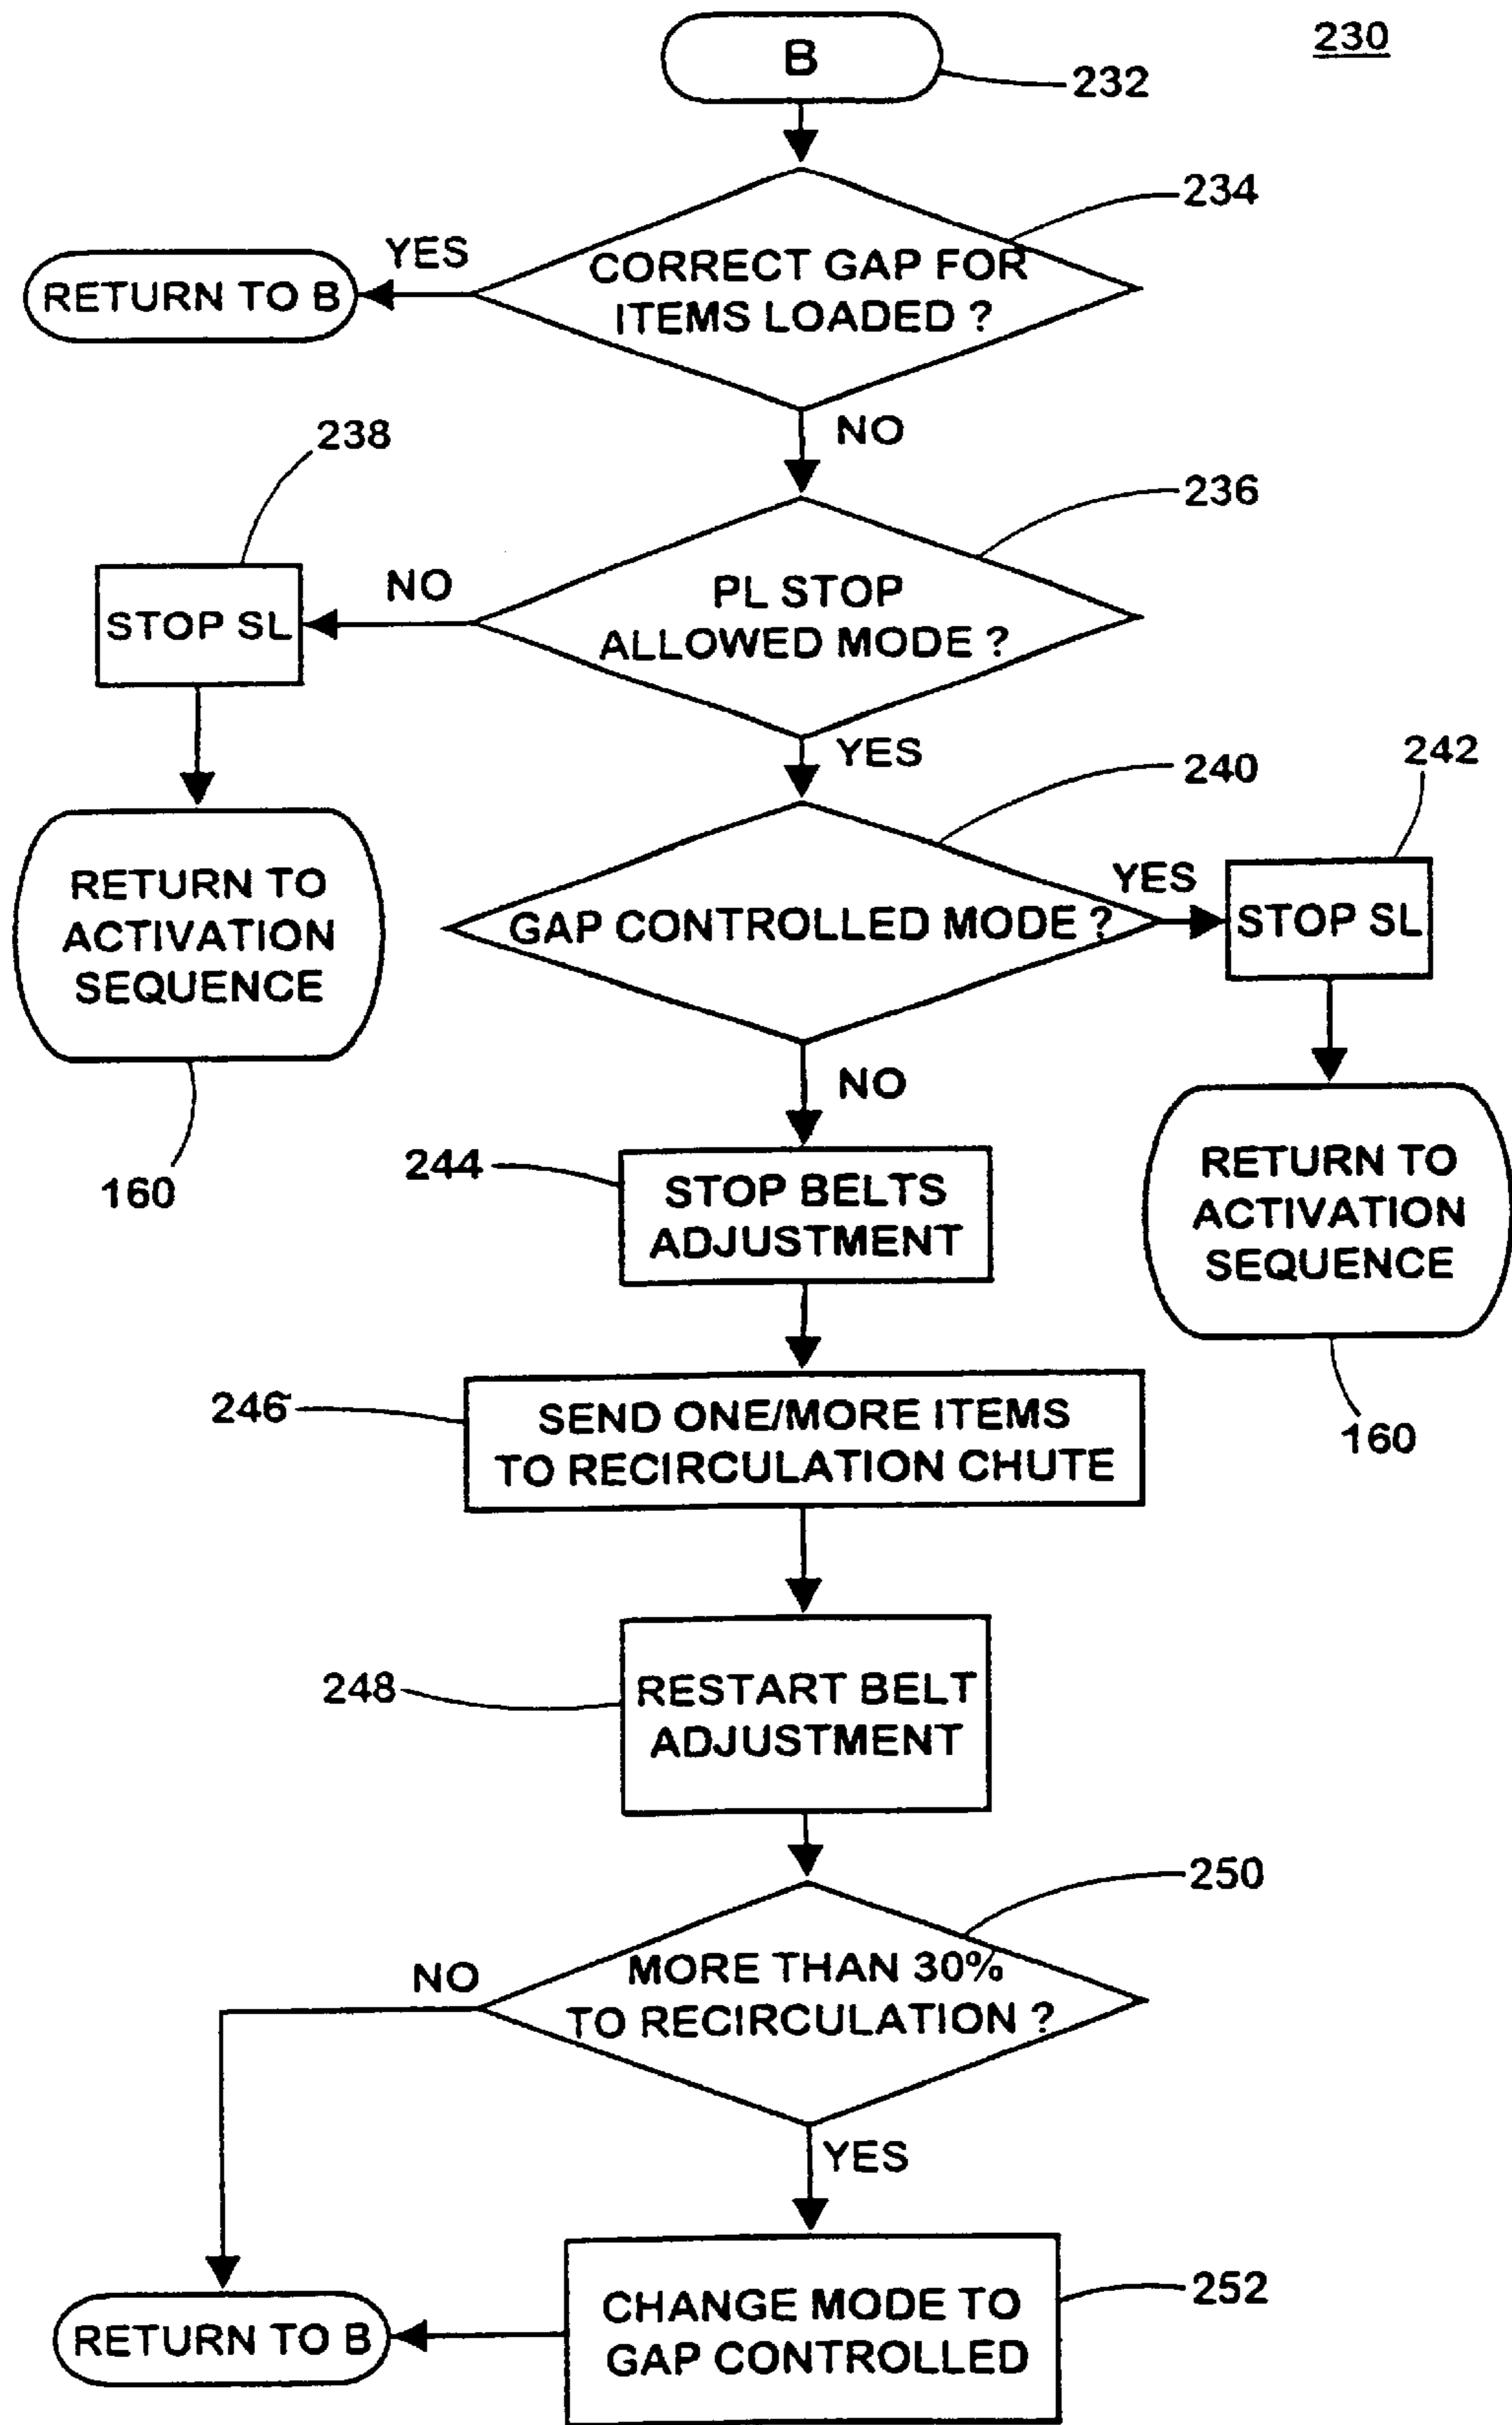 230
B
232
234
YES
CORRECT GAP FOR
ITEMS LOADED ?
RETURN TO B
NO
238
236
NO
PL STOP
ALLOWED MODE ?
STOP SL
YES
240
242
RETURN TO
ACTIVATION
SEQUENCE
YES
GAP CONTROLLED MODE ?
STOP SL
NO
160
244
STOP BELTS
ADJUSTMENT
RETURN TO
ACTIVATION
SEQUENCE
246
SEND ONE/MORE ITEMS
TO RECIRCULATION CHUTE
160
248
RESTART BELT
ADJUSTMENT
250
NO
MORE THAN 30%
TO RECIRCULATION ?
YES
252
CHANGE MODE TO
GAP CONTROLLED
RETURN TO B